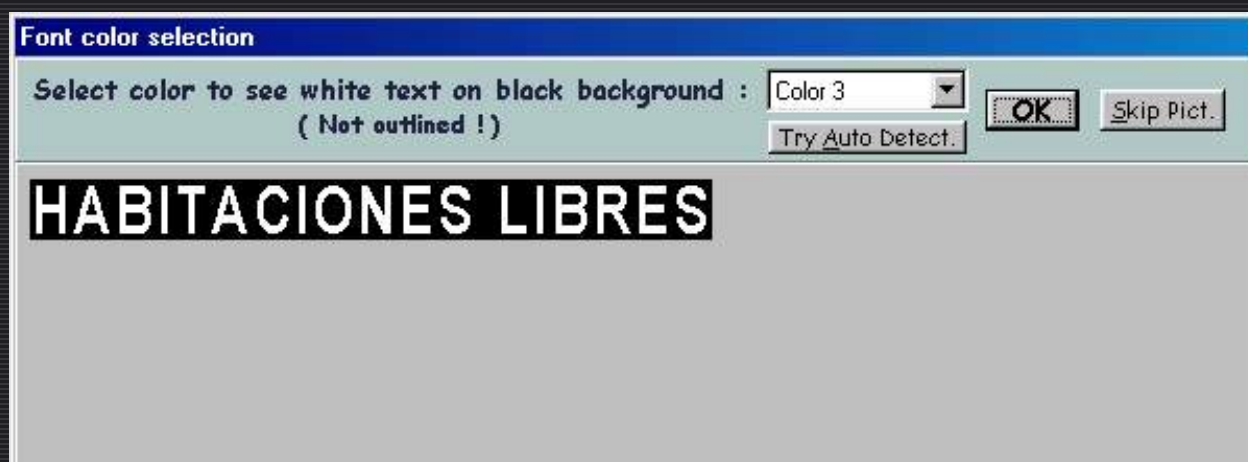 Font color selection
Select color to see white text on black background :
( Not outlined !)
Color 3
Try Auto Detect.
OK
Skip Pict.
HABITACIONES LIBRES